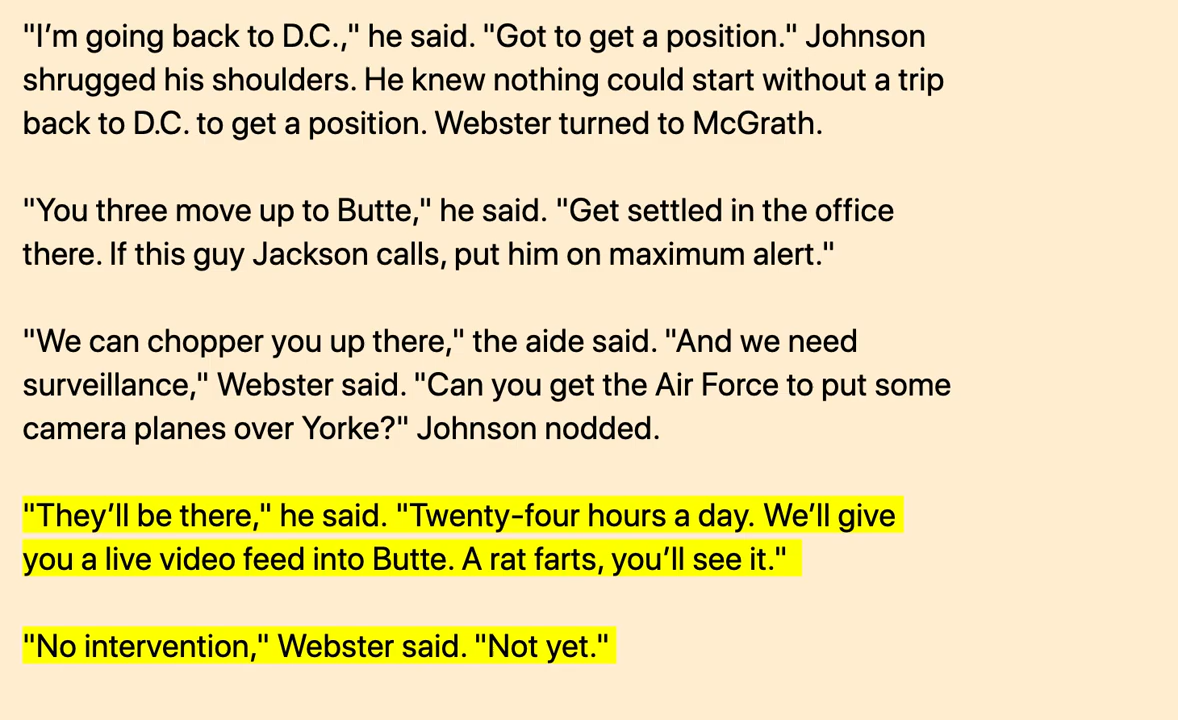 "I’m going back to D.C.," he said. "Got to get a position." Johnson
shrugged his shoulders. He knew nothing could start without a trip
back to D.C. to get a position. Webster turned to McGrath.
"You three move up to Butte," he said. "Get settled in the office
there. If this guy Jackson calls, put him on maximum alert."
"We can chopper you up there," the aide said. "And we need
surveillance," Webster said. "Can you get the Air Force to put some
camera planes over Yorke?" Johnson nodded.
"They’ll be there," he said. "Twenty-four hours a day. We’ll give
you a live video feed into Butte. A rat farts, you’ll see it."
"No intervention," Webster said. "Not yet."